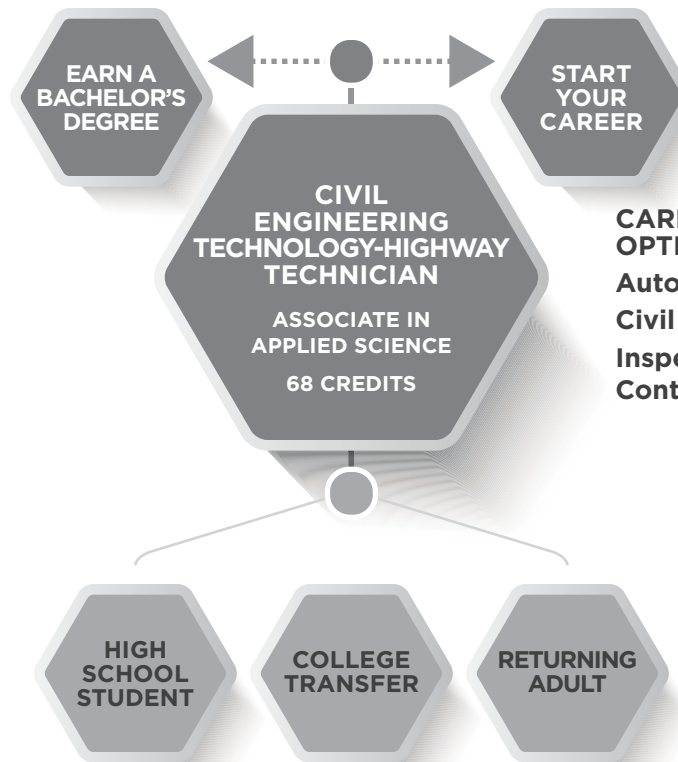 EARN A
BACHELOR'S
DEGREE
START
YOUR
CAREER
CIVIL
ENGINEERING
TECHNOLOGY-HIGHWAY
TECHNICIAN
ASSOCIATE IN
APPLIED SCIENCE
68 CREDITS
Civil
HIGH
SCHOOL
STUDENT
COLLEGE
TRANSFER
RETURNING
ADULT